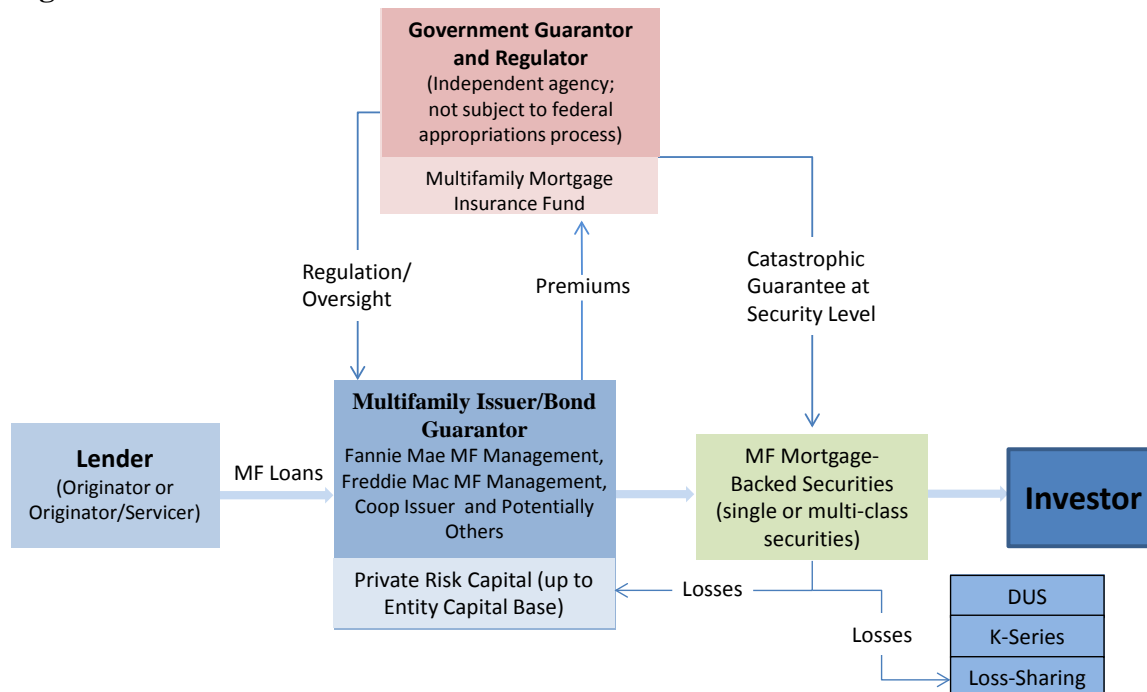 Government Guarantor
and Regulator
(Independent agency;
not subject to federal
appropriations process)
Multifamily Mortgage
Insurance Fund
Regulation/
Oversight
Premiums
Catastrophic
Guarantee at
Security Level
Lender
(Originator or
Originator/Servicer)
MF Loans
Multifamily Issuer/Bond
Guarantor
Fannie Mae MF Management,
Freddie Mac MF Management,
Coop Issuer and Potentially
Others
Private Risk Capital (up to
Entity Capital Base)
MF Mortgage-
Backed Securities
(single or multi-class
securities)
Investor
Losses
Losses
DUS
K-Series
Loss-Sharing